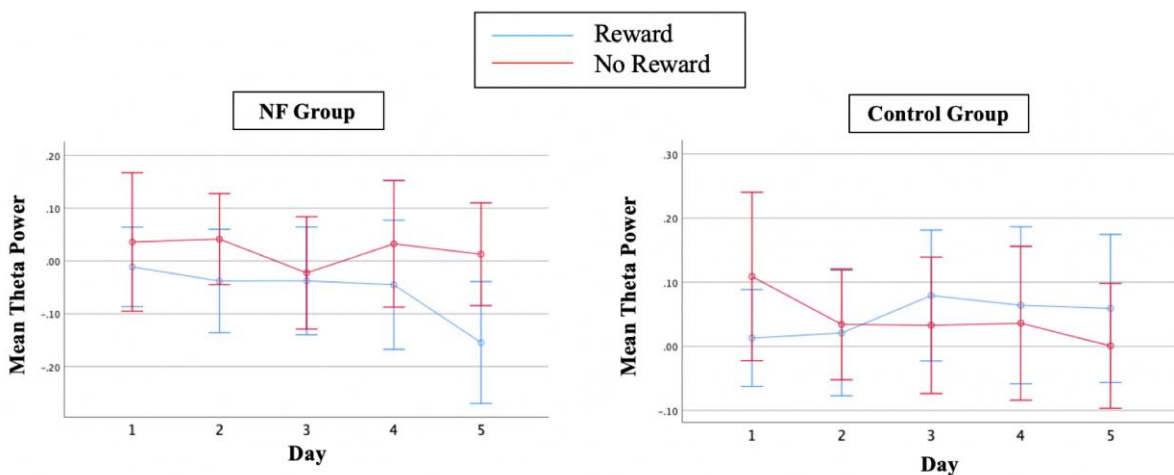 Reward
No Reward
NF Group
Control Group
Mean Theta Power
.20
.10
.00
-.10
-.20
1 2 3 4 5
Day
Mean Theta Power
.30
.20
.10
.00
-.10
1 2 3 4 5
Day